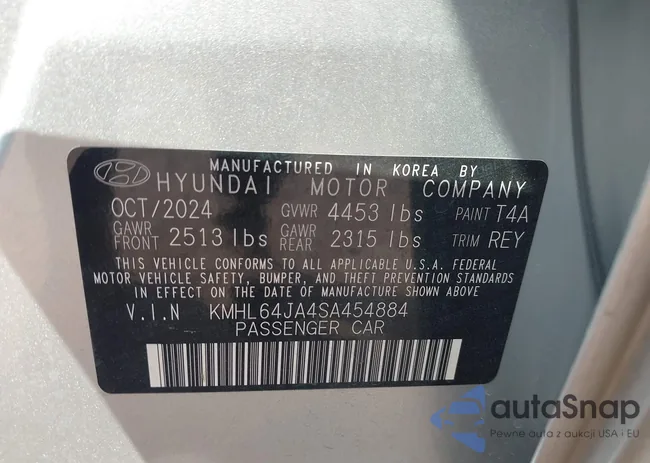 MANUFACTURED IN KOREA BY
HYUNDAI MOTOR COMPANY
OCT/2024 GVWR 4453 lbs PAINT T4A
GAWR FRONT 2513 lbs GAWR REAR 2315 lbs TRIM REY
THIS VEHICLE CONFORMS TO ALL APPLICABLE U.S.A. FEDERAL
MOTOR VEHICLE SAFETY, BUMPER, AND THEFT PREVENTION STANDARDS
IN EFFECT ON THE DATE OF MANUFACTURE SHOWN ABOVE
V.I.N KMHL64JA4SA454884
PASSENGER CAR
autaSnap
Pewne auta z aukcji USA i EU